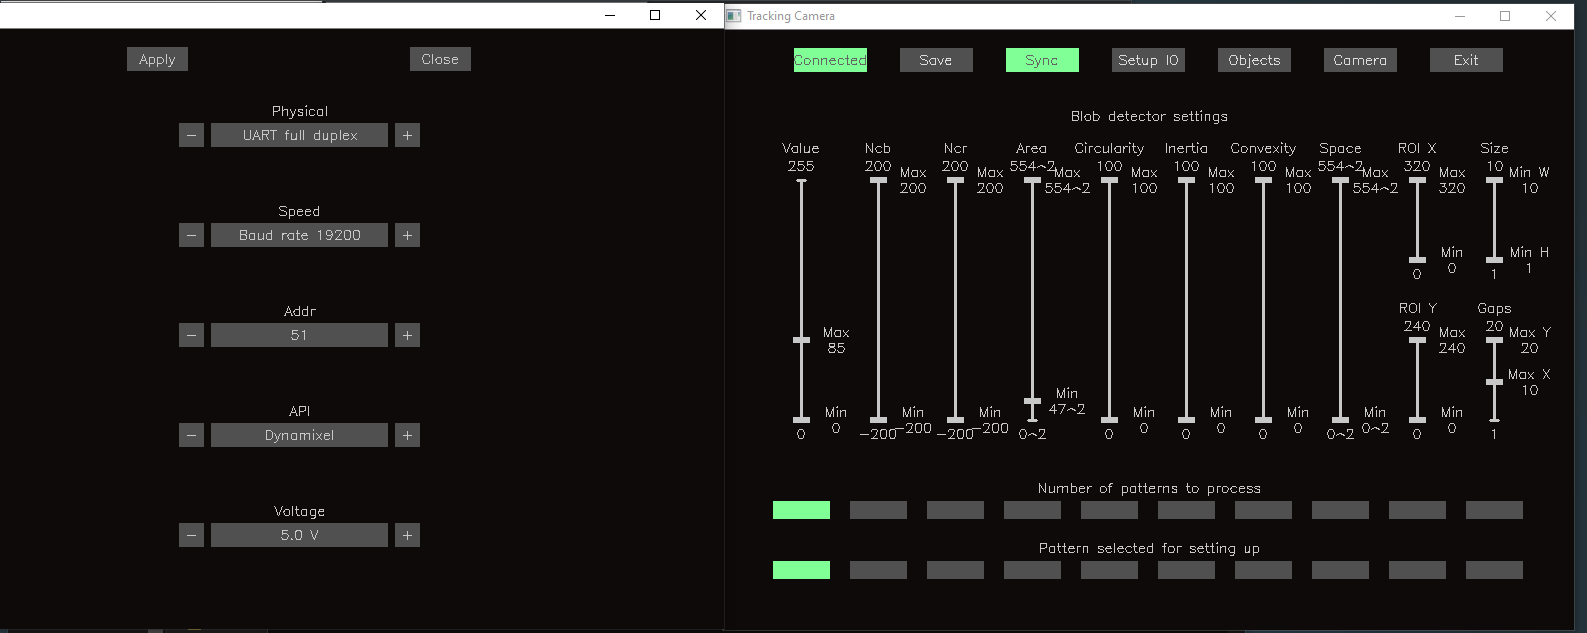 Apply Close
Physical
− UART full duplex +
Speed
− Baud rate 19200 +
Addr
− 51 +
API
− Dynamixel +
Voltage
− 5.0 V +
Tracking Camera
Connected Save Sync Setup IO Objects Camera Exit
Blob detector settings
Value Ncb Ncr Area Circularity Inertia Convexity Space ROI X Size
255 200 200 554^2 100 100 100 554^2 320 10
Max Max Max Max Max Max Max Max Min W
200 200 554^2 100 100 100 554^2 320 10
Min Min H
0 1
0 1
ROI Y Gaps
240 20
Max Max Max Y
85 240 20
Max X
10
Min
47^2
Min Min Min Min Min Min Min Min
0 −200 −200 0 0 0 0^2 0
0 −200 −200 0^2 0 0 0 0^2 0 1
Number of patterns to process
Pattern selected for setting up